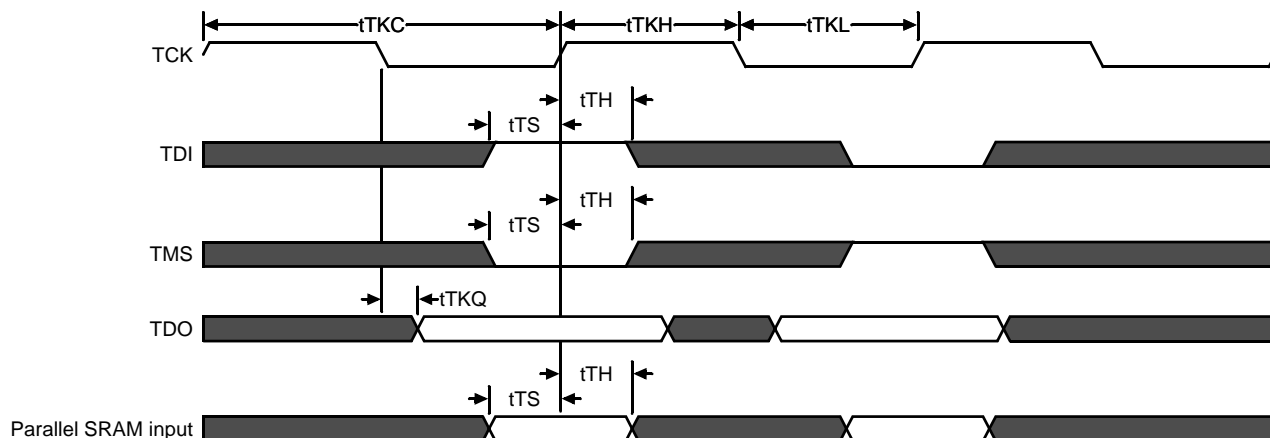 tTKC tTKH tTKL
TCK
tTH
tTS
TDI
tTH
tTS
TMS
tTKQ
TDO
tTH
tTS
Parallel SRAM input